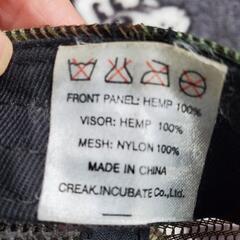 FRONT PANEL: HEMP 100%
VISOR: HEMP 100%
MESH: NYLON 100%
MADE IN CHINA
CREAK.INCUBATE Co.,Ltd.